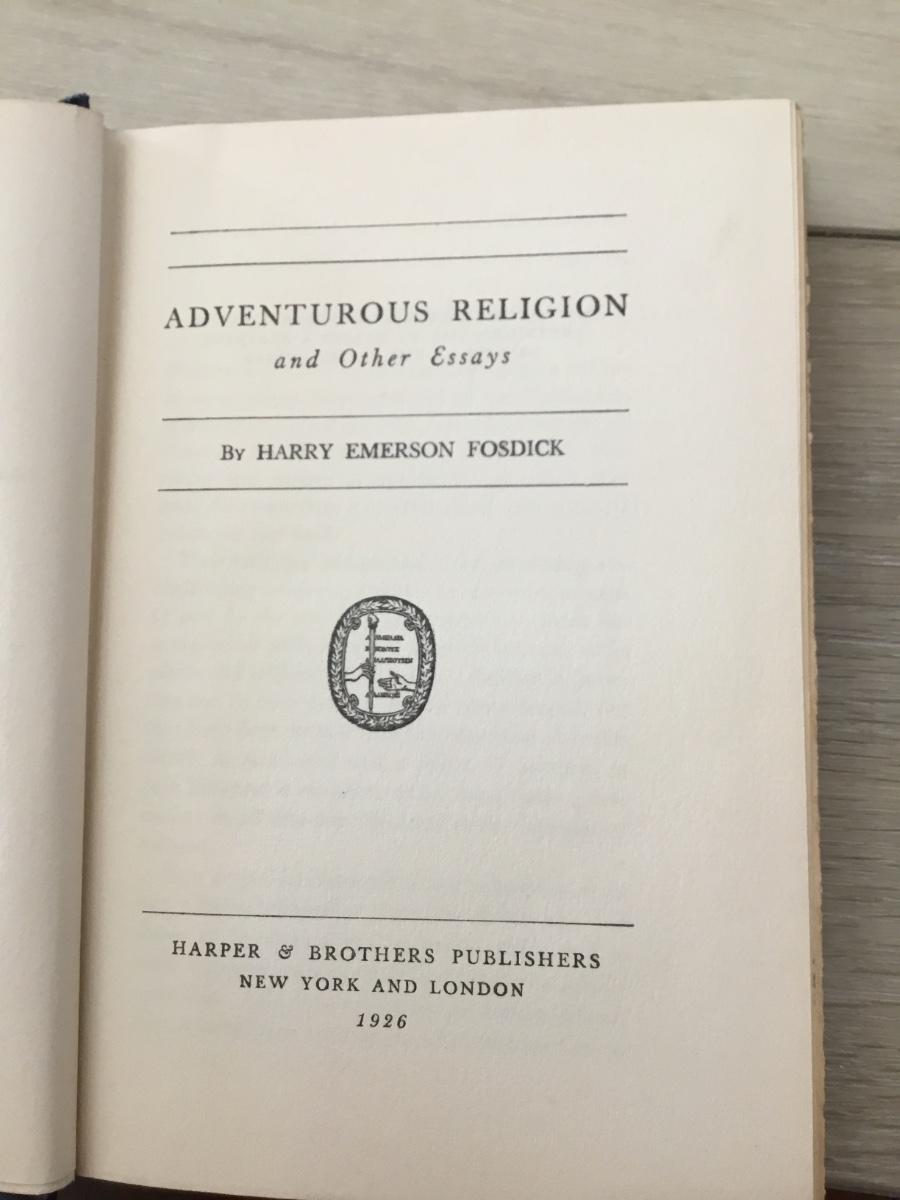 ADVENTUROUS RELIGION
and Other Essays
By HARRY EMERSON FOSDICK
HARPER & BROTHERS PUBLISHERS
NEW YORK AND LONDON
1926